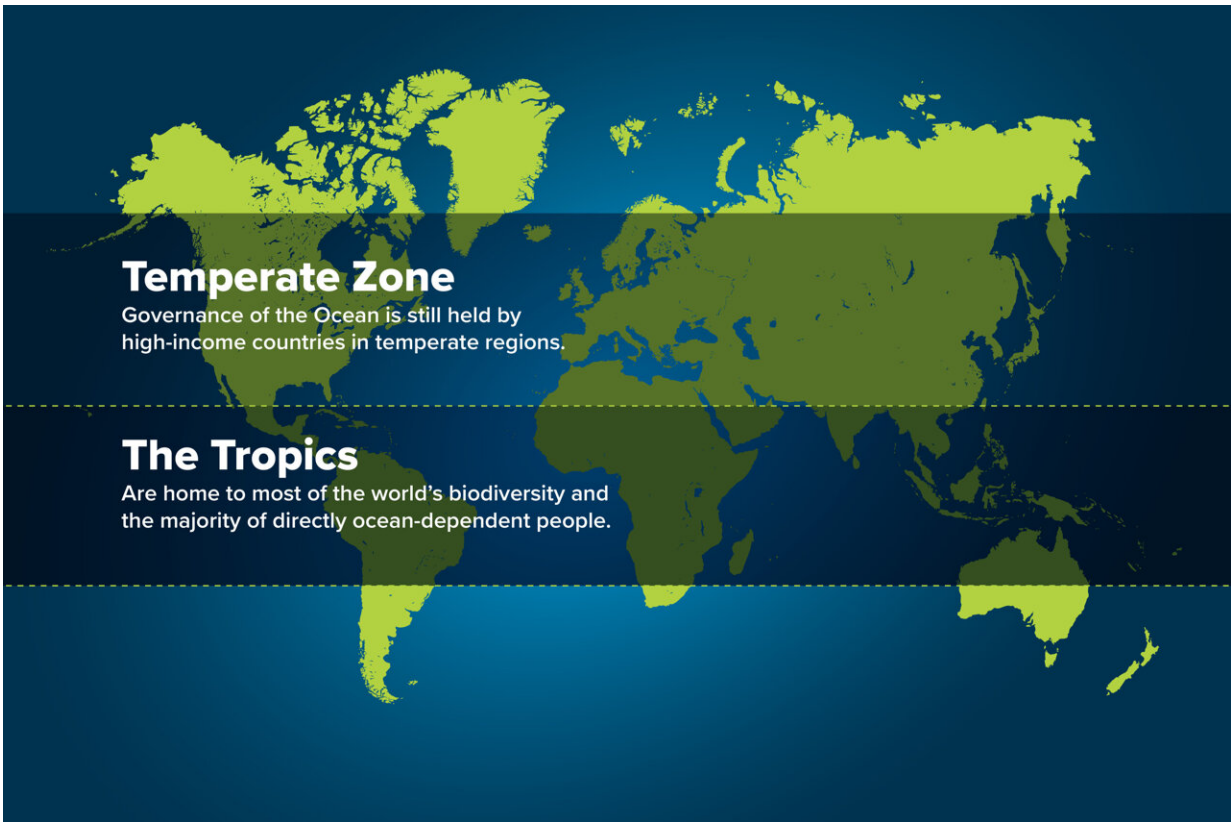 Temperate Zone
Governance of the Ocean is still held by
high-income countries in temperate regions.
The Tropics
Are home to most of the world’s biodiversity and
the majority of directly ocean-dependent people.